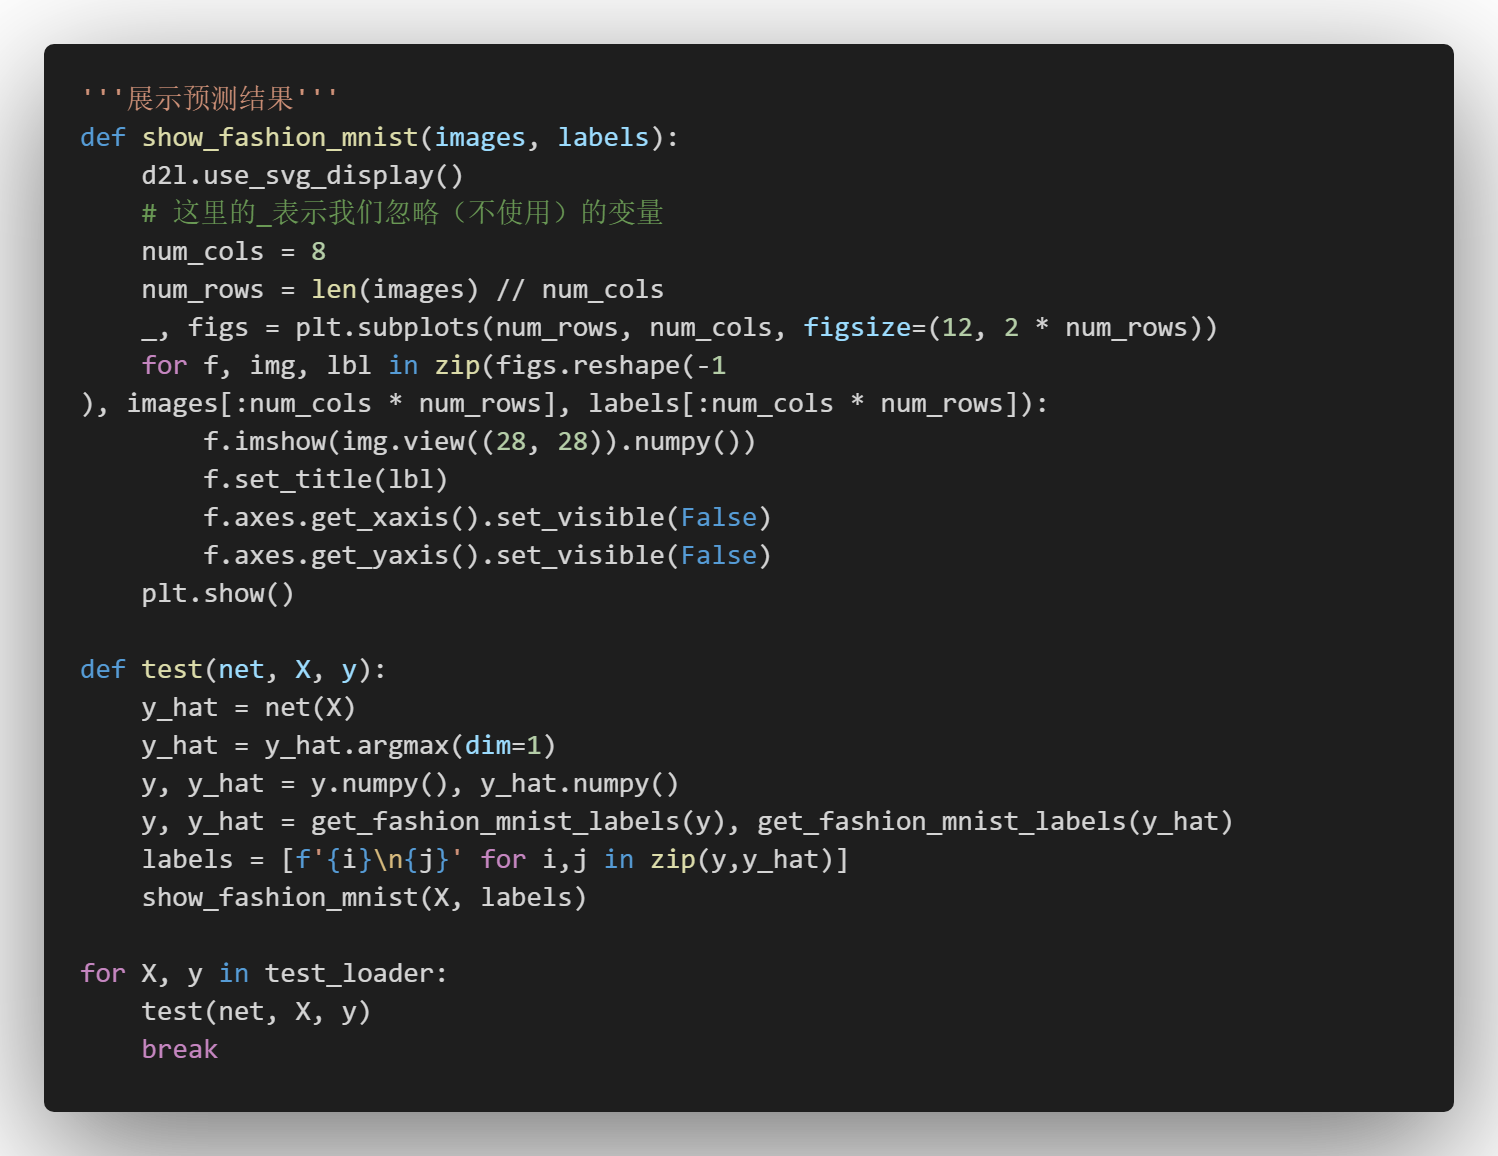 '''展示预测结果'''
def show_fashion_mnist(images, labels):
    d2l.use_svg_display()
    # 这里的_表示我们忽略（不使用）的变量
    num_cols = 8
    num_rows = len(images) // num_cols
    _, figs = plt.subplots(num_rows, num_cols, figsize=(12, 2 * num_rows))
    for f, img, lbl in zip(figs.reshape(-1
), images[:num_cols * num_rows], labels[:num_cols * num_rows]):
        f.imshow(img.view((28, 28)).numpy())
        f.set_title(lbl)
        f.axes.get_xaxis().set_visible(False)
        f.axes.get_yaxis().set_visible(False)
    plt.show()

def test(net, X, y):
    y_hat = net(X)
    y_hat = y_hat.argmax(dim=1)
    y, y_hat = y.numpy(), y_hat.numpy()
    y, y_hat = get_fashion_mnist_labels(y), get_fashion_mnist_labels(y_hat)
    labels = [f'{i}\n{j}' for i,j in zip(y,y_hat)]
    show_fashion_mnist(X, labels)

for X, y in test_loader:
    test(net, X, y)
    break